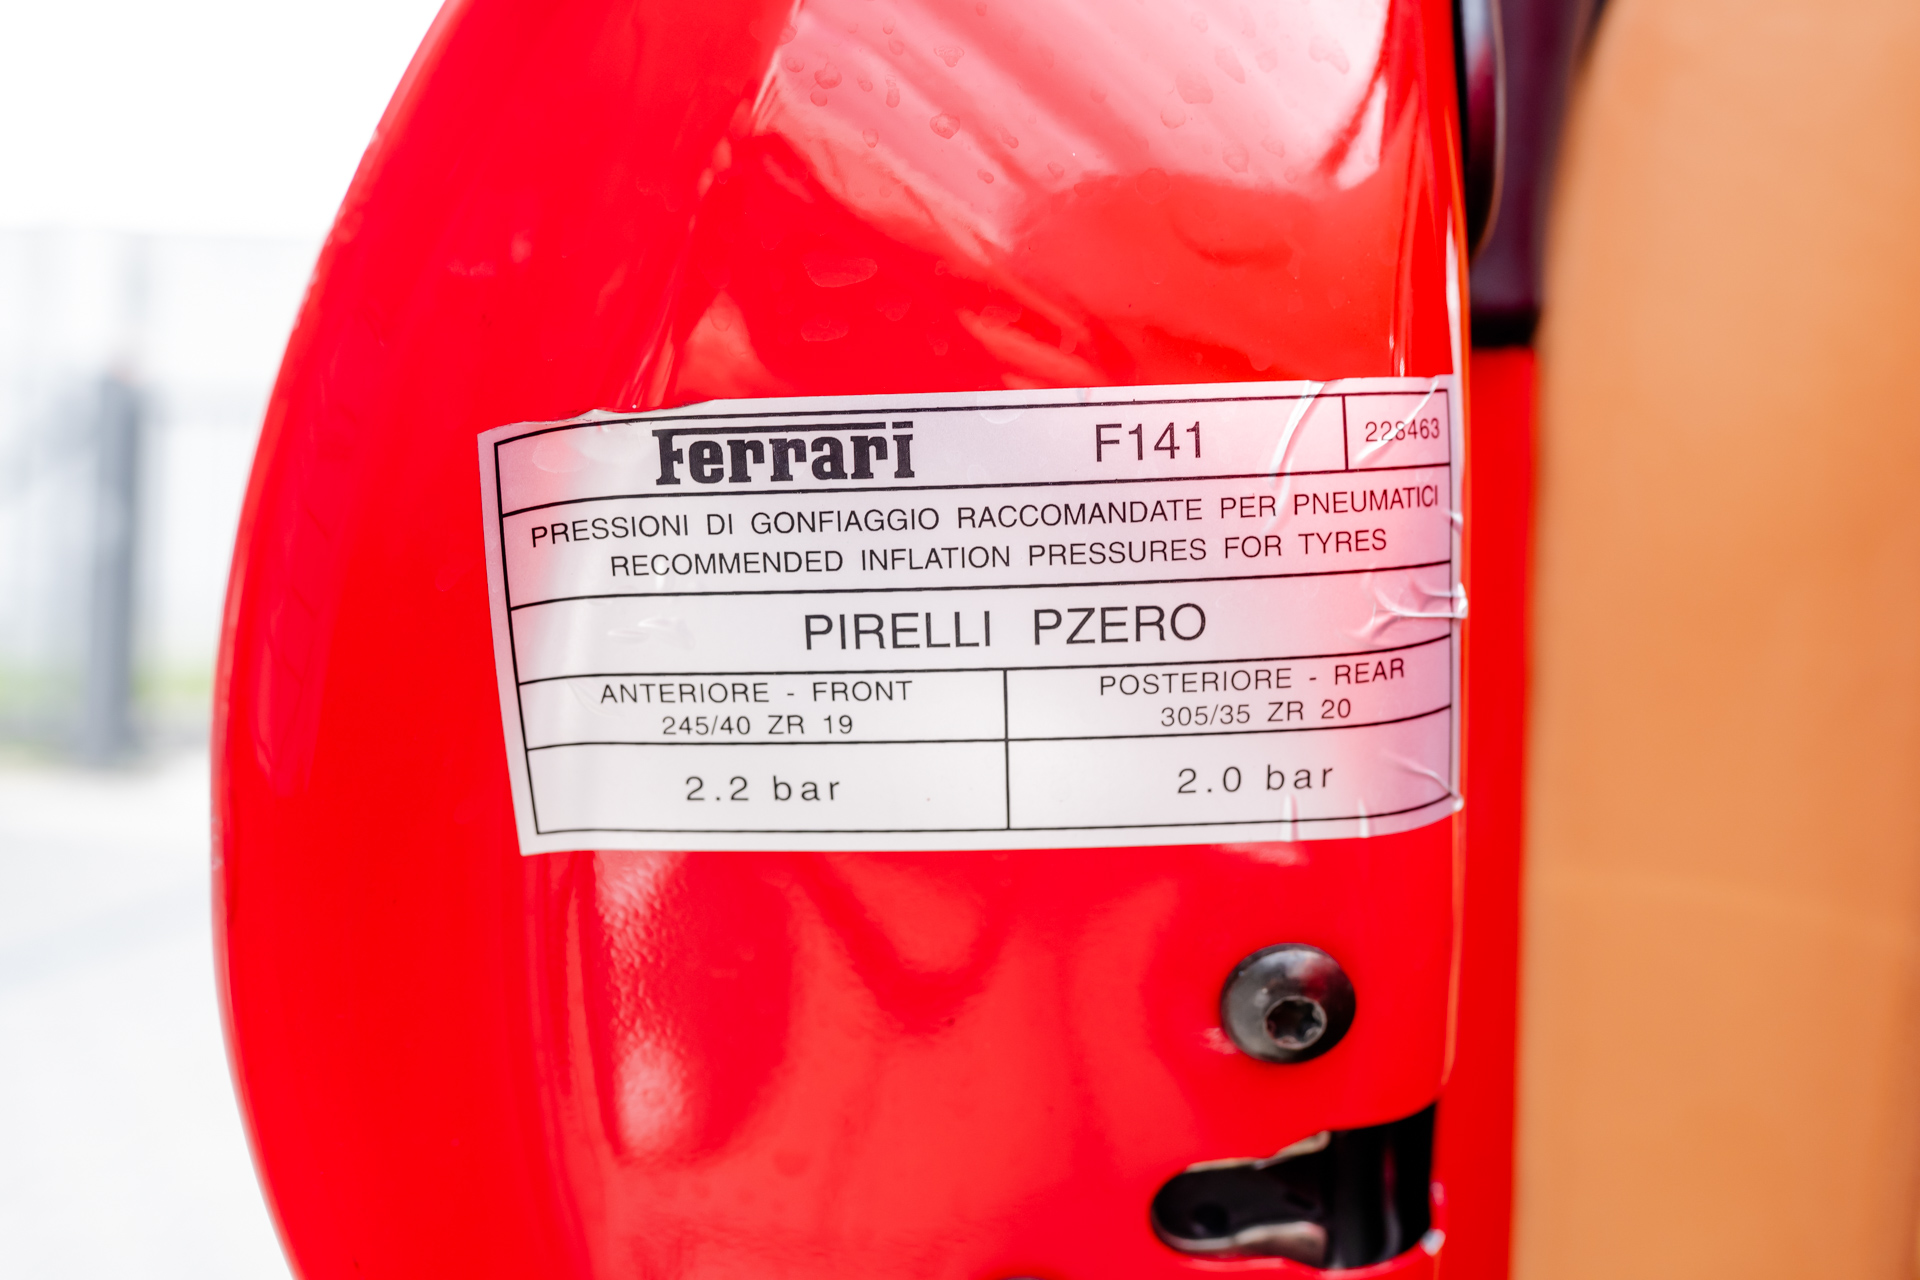 Ferrari F141 228463
PRESSIONI DI GONFIAGGIO RACCOMANDATE PER PNEUMATICI
RECOMMENDED INFLATION PRESSURES FOR TYRES
PIRELLI PZERO
ANTERIORE - FRONT
245/40 ZR 19
POSTERIORE - REAR
305/35 ZR 20
2.2 bar
2.0 bar